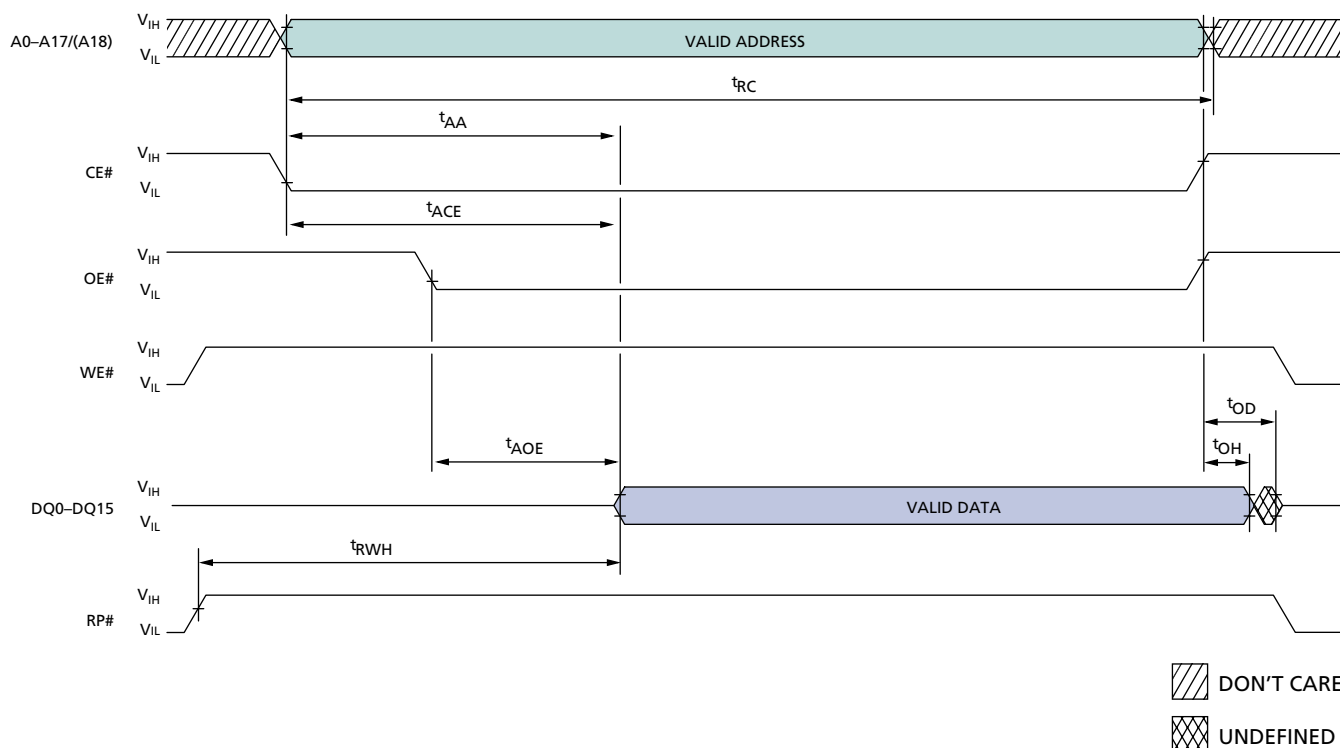 VIH
A0–A17/(A18)
VIL
VALID ADDRESS
tRC
tAA
VIH
CE#
VIL
tACE
VIH
OE#
VIL
VIH
WE#
VIL
tOD
tAOE
tOH
VIH
DQ0–DQ15
VIL
VALID DATA
tRWH
VIH
RP#
VIL
DON'T CARE
UNDEFINED